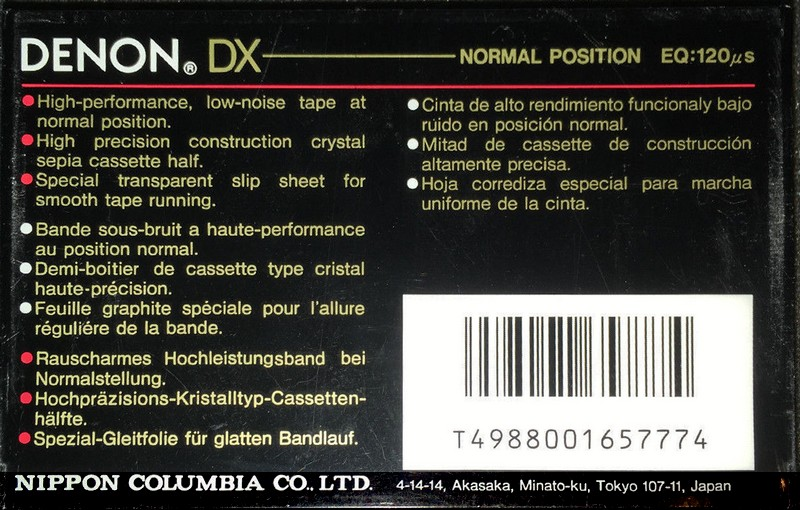 DENON® DX NORMAL POSITION EQ:120µs
●High-performance, low-noise tape at
normal position.
●High precision construction crystal
sepia cassette half.
●Special transparent slip sheet for
smooth tape running.
●Bande sous-bruit a haute-performance
au position normal.
●Demi-boitier de cassette type cristal
haute-précision.
●Feuille graphite spéciale pour l'allure
réguliére de la bande.
●Rauscharmes Hochleistungsband bei
Normalstellung.
●Hochpräzisions-Kristalltyp-Cassetten-
hälfte.
●Spezial-Gleitfolie für glatten Bandlauf.
●Cinta de alto rendimiento funcionaly bajo
rúido en posición normal.
●Mitad de cassette de construcción
altamente precisa.
●Hoja corrediza especial para marcha
uniforme de la cinta.
T4988001657774
NIPPON COLUMBIA CO., LTD. 4-14-14, Akasaka, Minato-ku, Tokyo 107-11, Japan